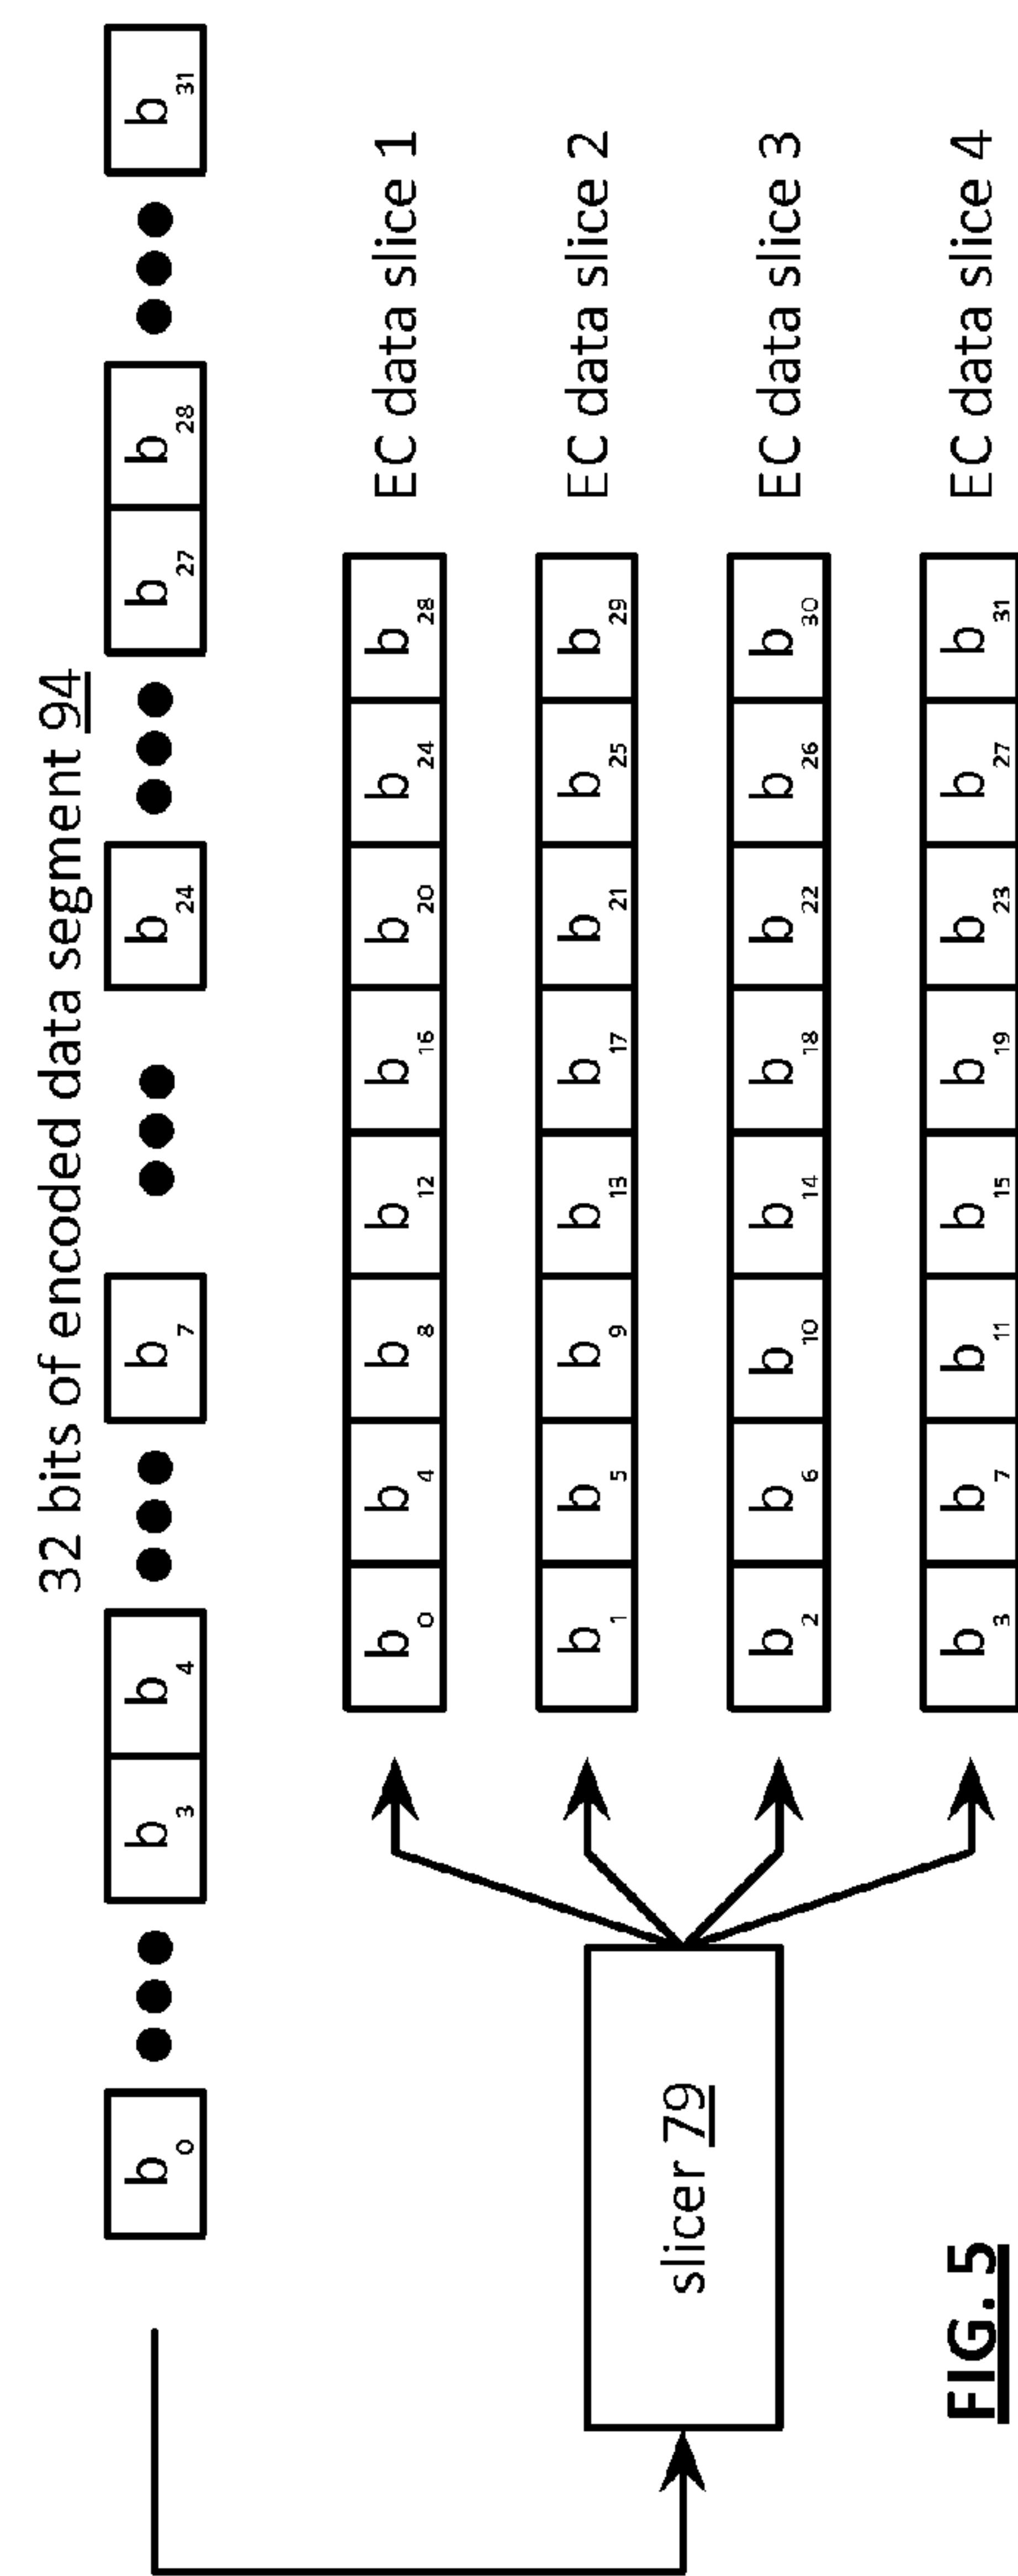 32 bits of encoded data segment 94
b0 b3 b4 b7 b24 b27 b28 b31
b0 b4 b8 b12 b16 b20 b24 b28 EC data slice 1
b1 b5 b9 b13 b17 b21 b25 b29 EC data slice 2
slicer 79
b2 b6 b10 b14 b18 b22 b26 b30 EC data slice 3
b3 b7 b11 b15 b19 b23 b27 b31 EC data slice 4
FIG. 5